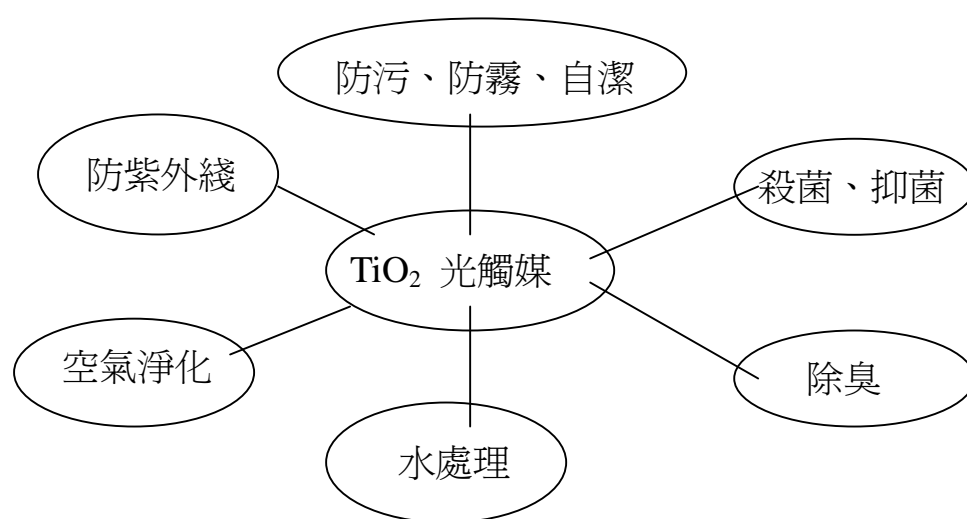 防污、防霧、自潔
防紫外綫
殺菌、抑菌
TiO₂ 光觸媒
空氣淨化
除臭
水處理